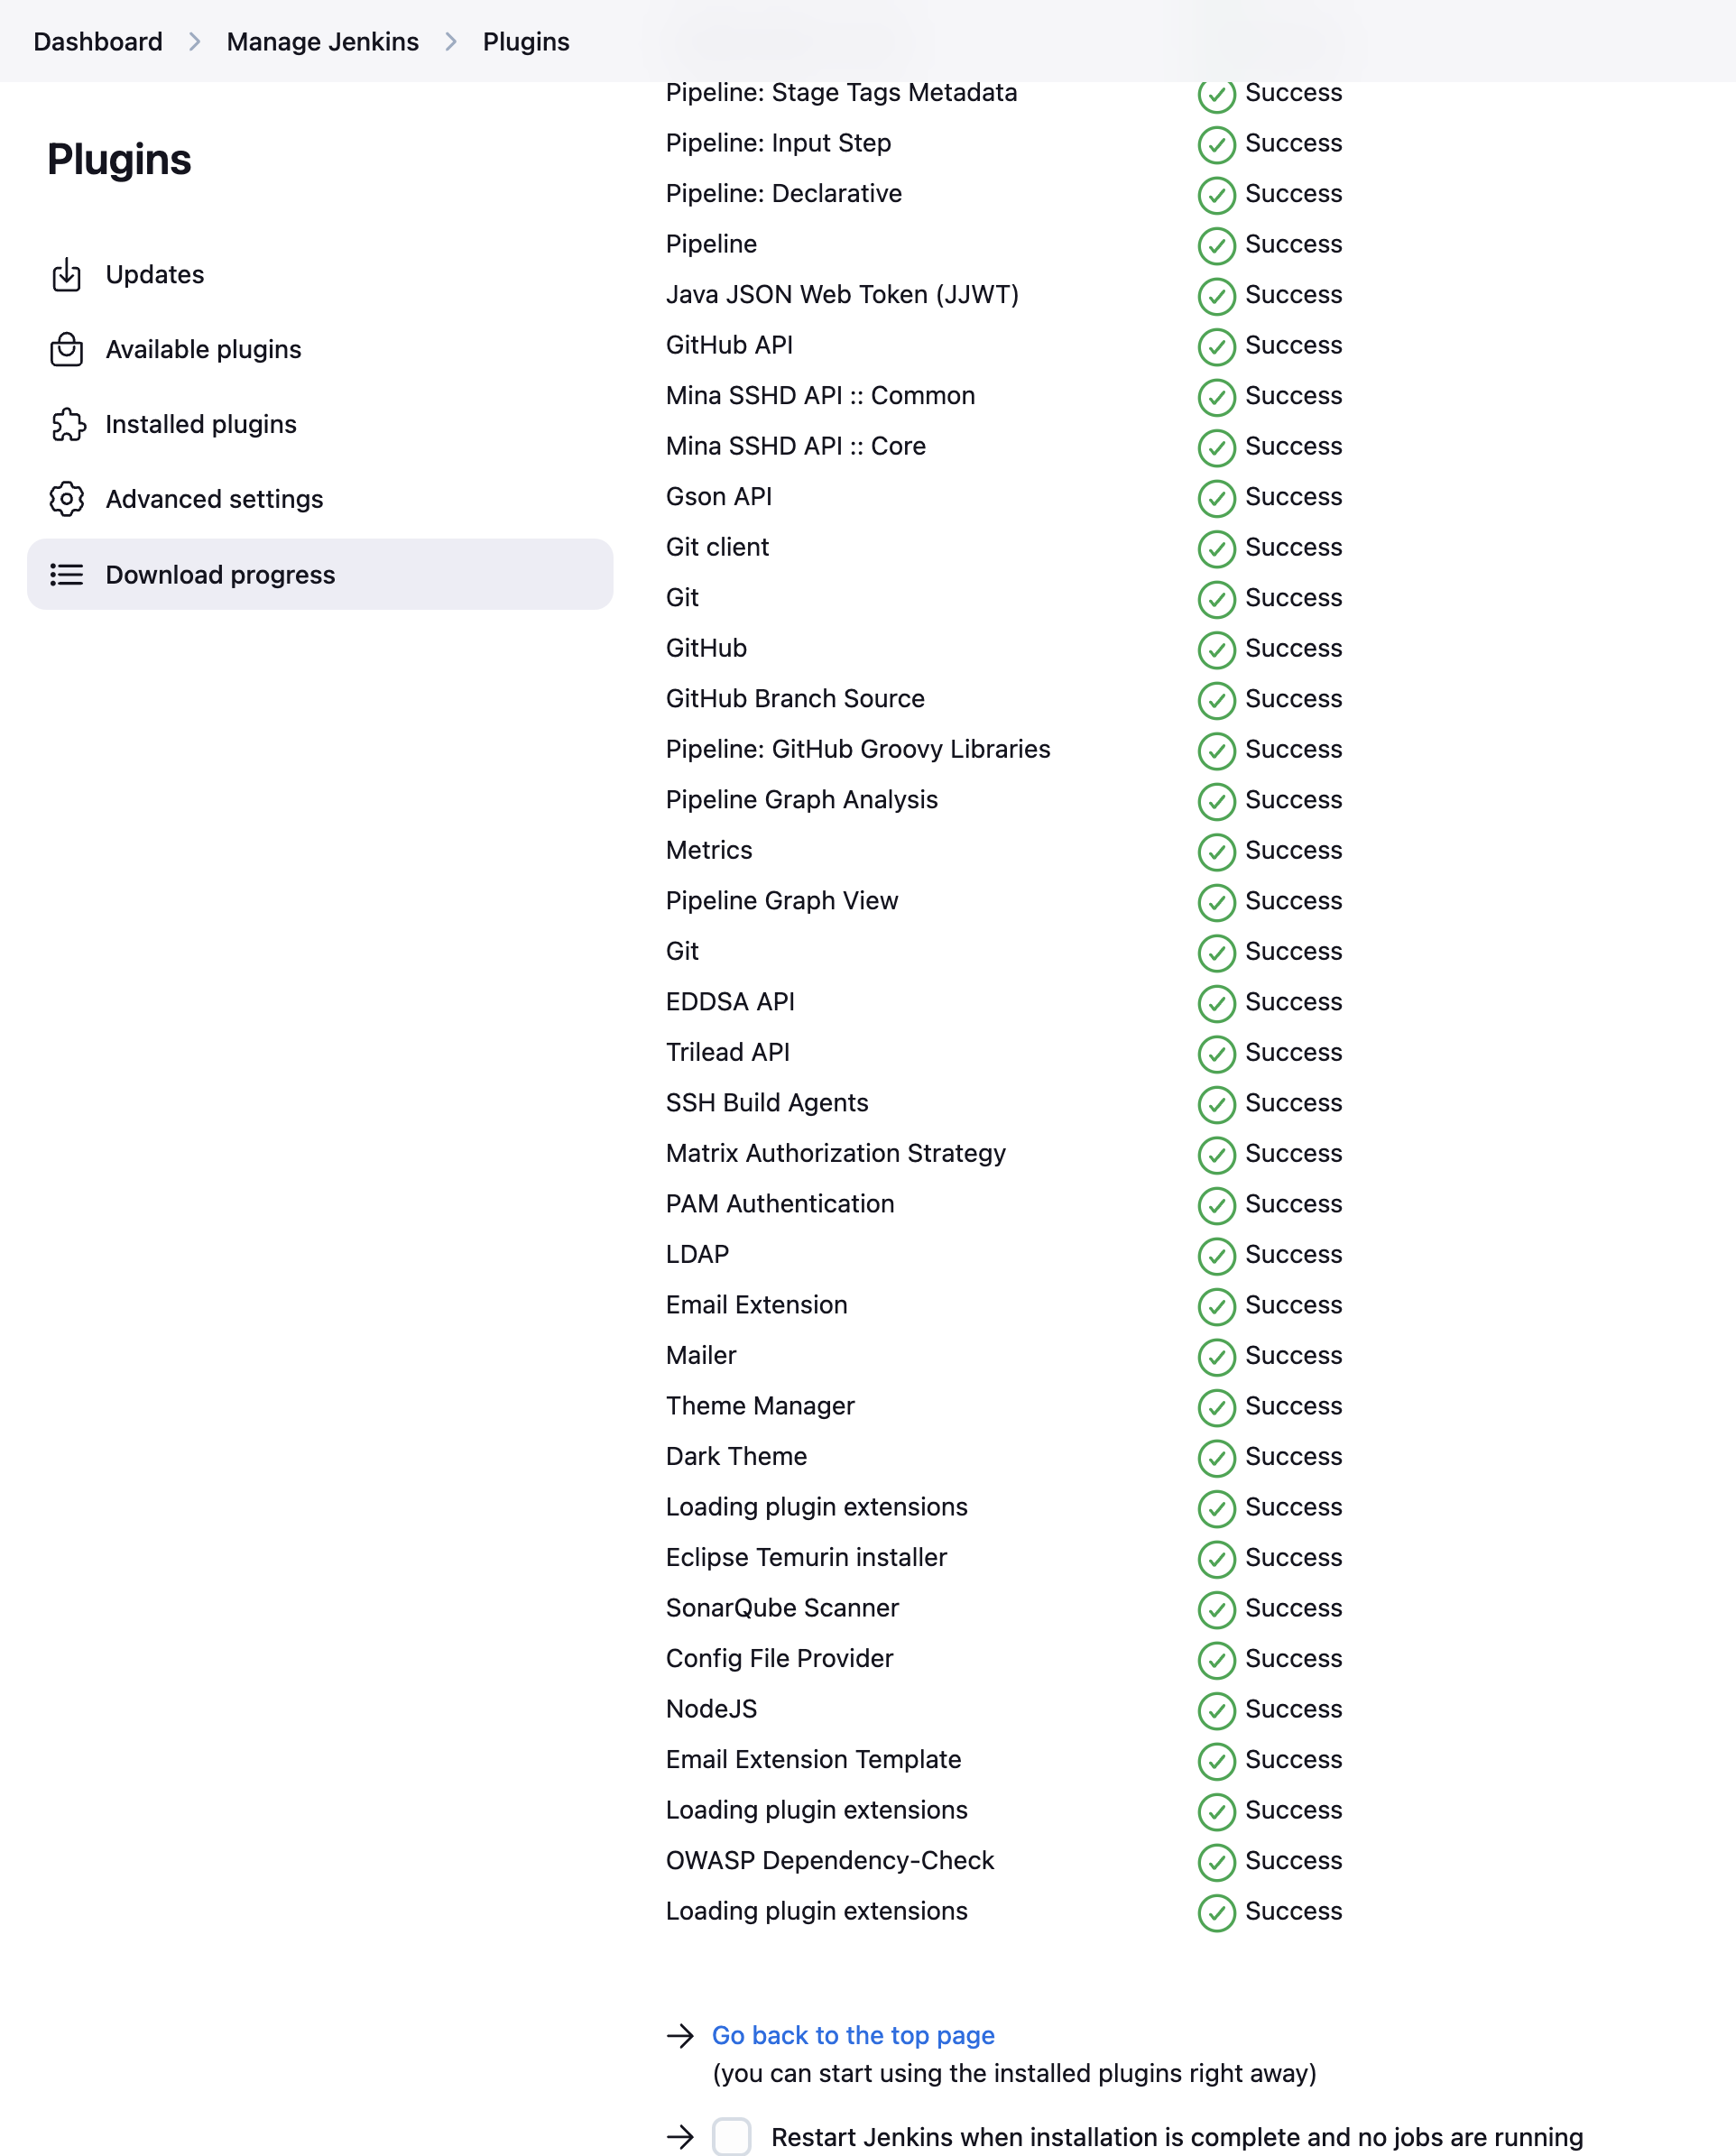 Dashboard > Manage Jenkins > Plugins
Plugins
Updates
Available plugins
Installed plugins
Advanced settings
Download progress
Pipeline: Stage Tags Metadata Success
Pipeline: Input Step Success
Pipeline: Declarative Success
Pipeline Success
Java JSON Web Token (JJWT) Success
GitHub API Success
Mina SSHD API :: Common Success
Mina SSHD API :: Core Success
Gson API Success
Git client Success
Git Success
GitHub Success
GitHub Branch Source Success
Pipeline: GitHub Groovy Libraries Success
Pipeline Graph Analysis Success
Metrics Success
Pipeline Graph View Success
Git Success
EDDSA API Success
Trilead API Success
SSH Build Agents Success
Matrix Authorization Strategy Success
PAM Authentication Success
LDAP Success
Email Extension Success
Mailer Success
Theme Manager Success
Dark Theme Success
Loading plugin extensions Success
Eclipse Temurin installer Success
SonarQube Scanner Success
Config File Provider Success
NodeJS Success
Email Extension Template Success
Loading plugin extensions Success
OWASP Dependency-Check Success
Loading plugin extensions Success
Go back to the top page
(you can start using the installed plugins right away)
Restart Jenkins when installation is complete and no jobs are running